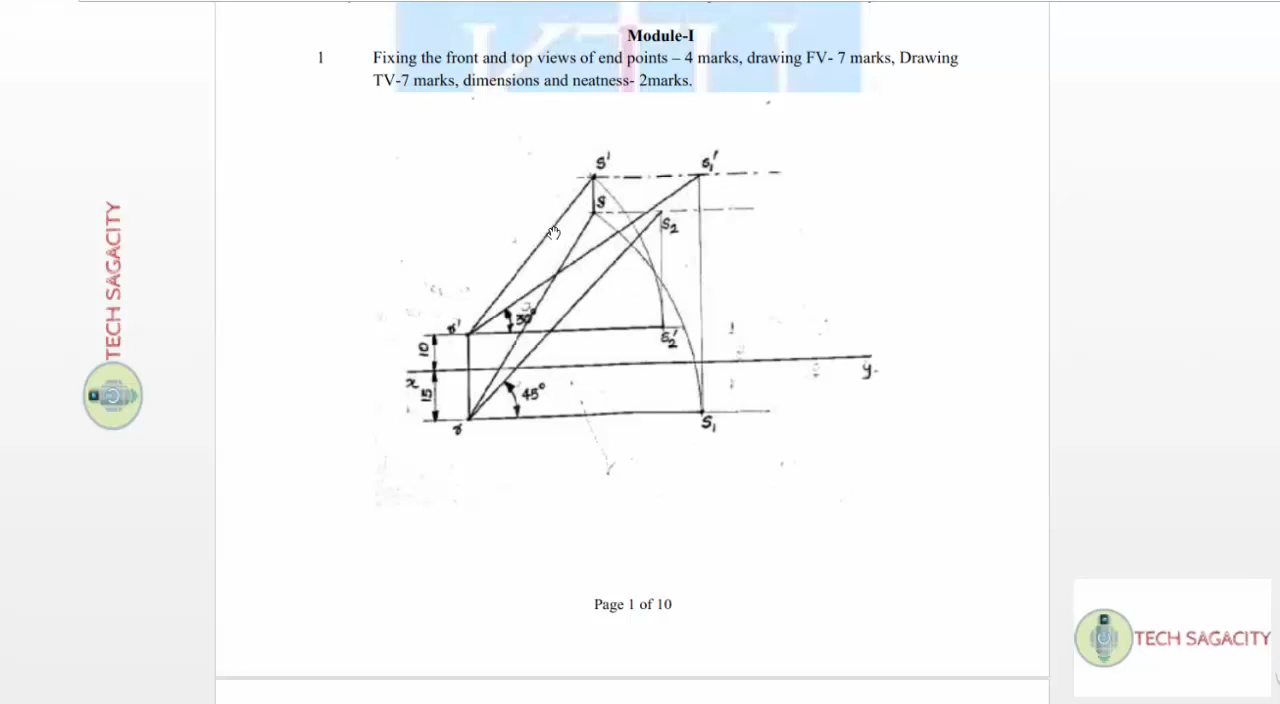 Module-I
1 Fixing the front and top views of end points – 4 marks, drawing FV- 7 marks, Drawing
TV-7 marks, dimensions and neatness- 2marks.
KTU
s' s₁'
s
s₂
r' 30°
s₂'
10
x y
15 45°
r s₁
TECH SAGACITY
Page 1 of 10
TECH SAGACITY